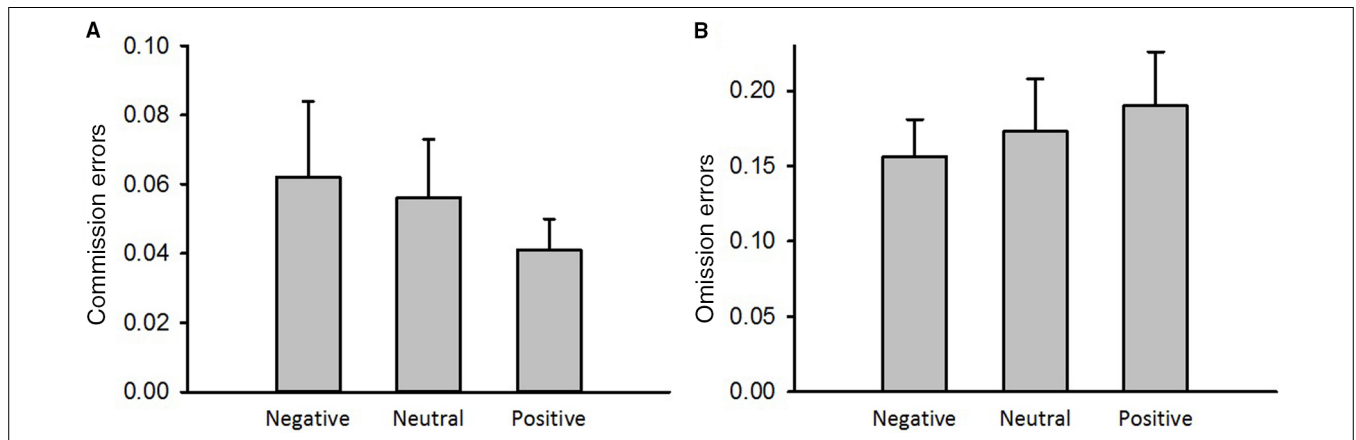 A
Commission errors
0.10
0.08
0.06
0.04
0.02
0.00
Negative Neutral Positive
B
Omission errors
0.20
0.15
0.10
0.05
0.00
Negative Neutral Positive